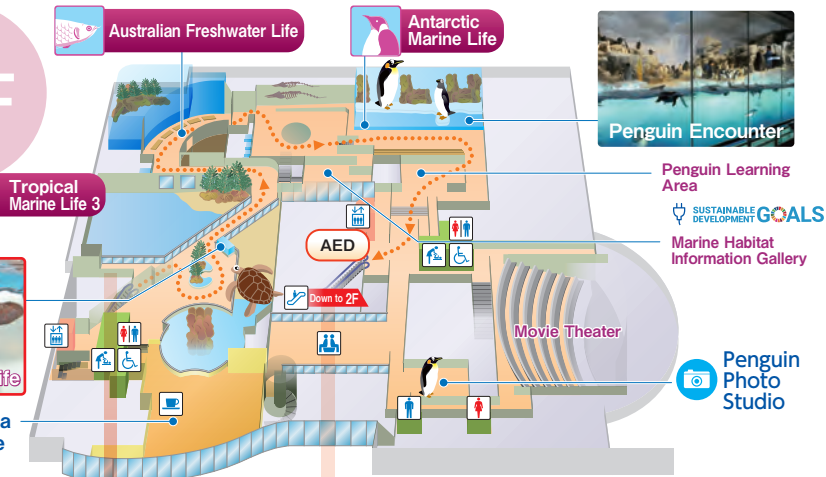 Australian Freshwater Life
Antarctic
Marine Life
Penguin Encounter
Tropical
Marine Life 3
Penguin Learning
Area
SUSTAINABLE
DEVELOPMENT GOALS
Marine Habitat
Information Gallery
AED
Down to 2F
Movie Theater
Penguin
Photo
Studio